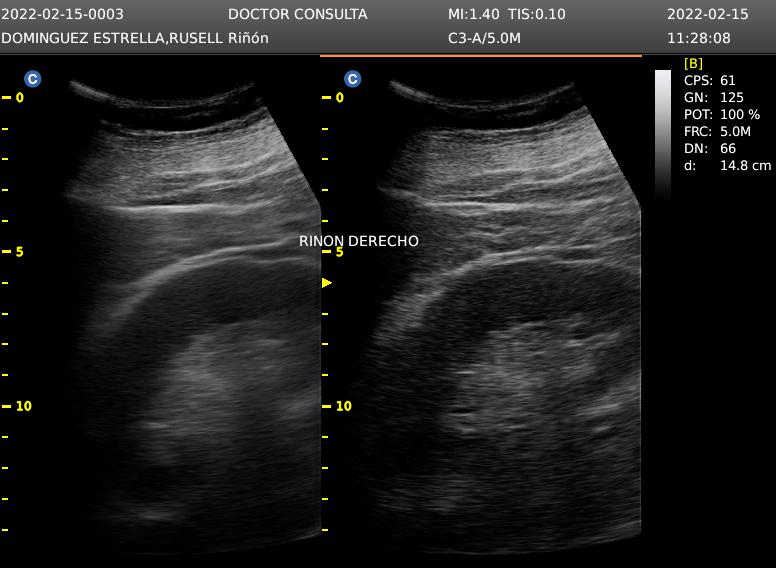 2022-02-15-0003 DOCTOR CONSULTA MI:1.40 TIS:0.10 2022-02-15
DOMINGUEZ ESTRELLA,RUSELL Riñón C3-A/5.0M 11:28:08
C
C
[B]
CPS: 61
GN: 125
POT: 100 %
FRC: 5.0M
DN: 66
d: 14.8 cm
0
0
RINON DERECHO
5
5
10
10